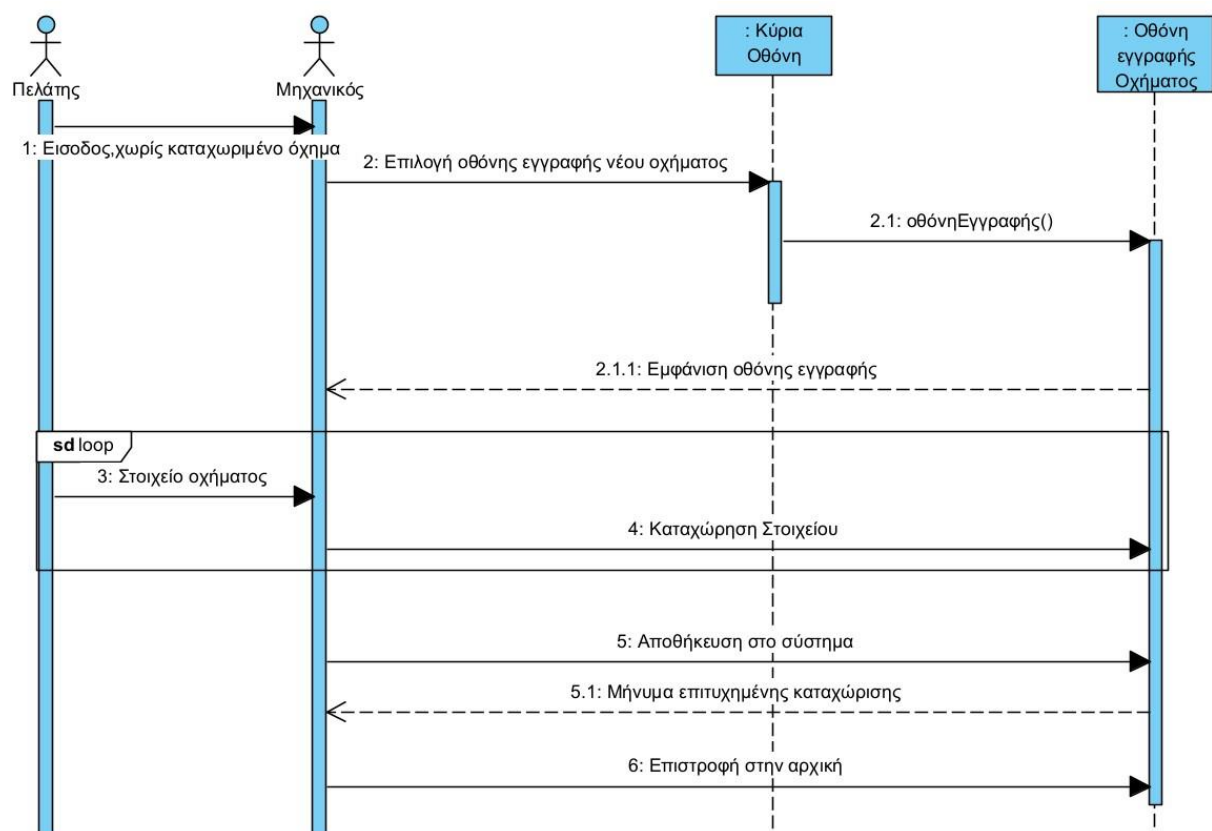 : Κύρια
Οθόνη
: Οθόνη
εγγραφής
Οχήματος
Πελάτης
Μηχανικός
1: Εισοδος,χωρίς καταχωριμένο όχημα
2: Επιλογή οθόνης εγγραφής νέου οχήματος
2.1: οθόνηΕγγραφής()
2.1.1: Εμφάνιση οθόνης εγγραφής
sd loop
3: Στοιχείο οχήματος
4: Καταχώρηση Στοιχείου
5: Αποθήκευση στο σύστημα
5.1: Μήνυμα επιτυχημένης καταχώρισης
6: Επιστροφή στην αρχική